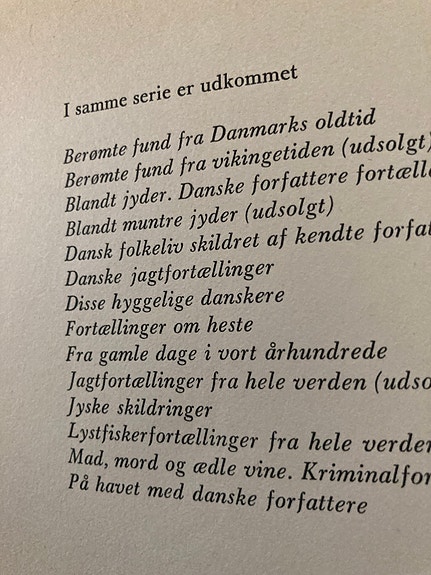 I samme serie er udkommet
Berømte fund fra Danmarks oldtid
Berømte fund fra vikingetiden (udsolgt)
Blandt jyder. Danske forfattere
Blandt muntre jyder (udsolgt)
Dansk folkeliv skildret af kendte
Danske jagtfortællinger
Disse hyggelige danskere
Fortællinger om heste
Fra gamle dage i vort århundrede
Jagtfortællinger fra hele verden
Jyske skildringer
Lystfiskerfortællinger fra hele
Mad, mord og ædle vine.
På havet med danske forfattere